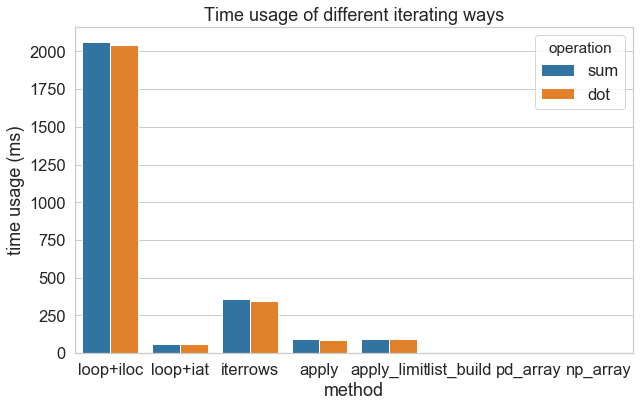 Time usage of different iterating ways
operation
sum
dot
time usage (ms)
2000
1750
1500
1250
1000
750
500
250
0
loop+iloc loop+iat iterrows apply apply_limit list_build pd_array np_array
method